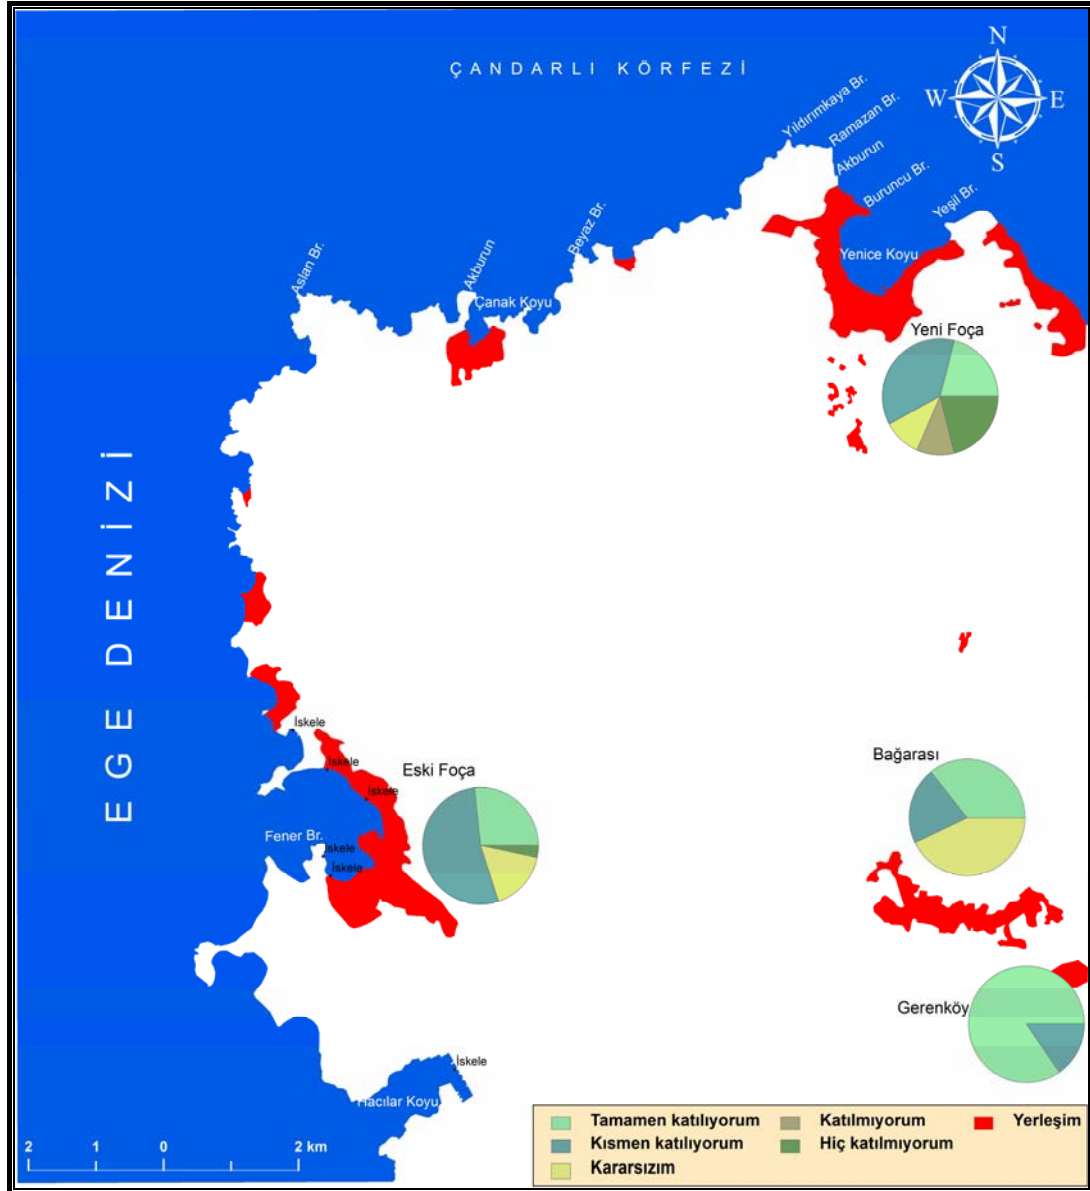 ÇANDARLI KÖRFEZİ
N
W
E
S
Yıldırımkaya Br.
Ramazan Br.
Akburun
Buruncu Br.
Yeşil Br.
Yenice Koyu
Beyaz Br.
Akburun
Çanak Koyu
Aslan Br.
Yeni Foça
EGE DENİZİ
İskele
İskele
İskele
Eski Foça
Bağarası
Fener Br.
İskele
İskele
Gerenköy
İskele
Hacılar Koyu
2 1 0 2 km
Tamamen katılıyorum
Kısmen katılıyorum
Kararsızım
Katılmıyorum
Hiç katılmıyorum
Yerleşim